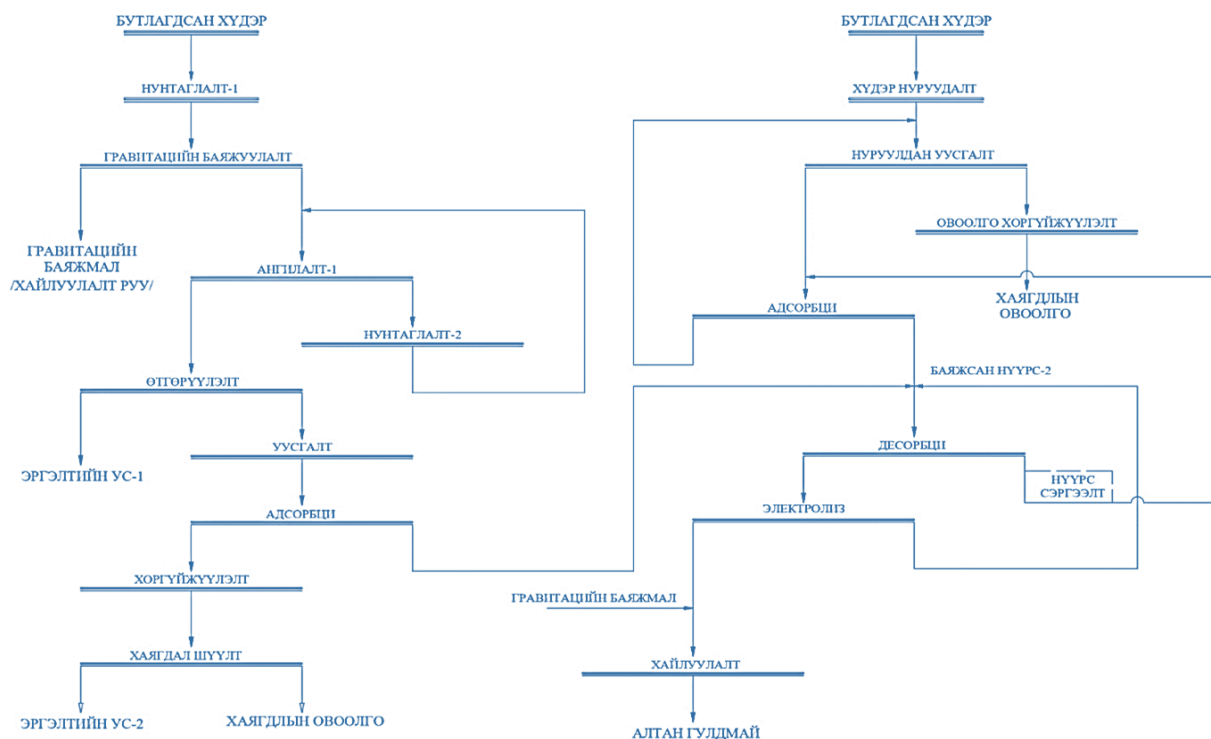 БУТЛАГДСАН ХҮДЭР
НУНТАГЛАЛТ-1
ГРАВИТАЦИЙН БАЯЖУУЛАЛТ
ГРАВИТАЦИЙН
БАЯЖМАЛ
/ХАЙЛУУЛАЛТ РУУ/
АНГИЛАЛТ-1
НУНТАГЛАЛТ-2
ӨТГӨРҮҮЛЭЛТ
УУСГАЛТ
ЭРГЭЛТИЙН УС-1
АДСОРБЦИ
ХОРГҮЙЖҮҮЛЭЛТ
ХАЯГДАЛ ШҮҮЛТ
ЭРГЭЛТИЙН УС-2
ХАЯГДЛЫН ОВООЛГО
БУТЛАГДСАН ХҮДЭР
ХҮДЭР НУРУУДАЛТ
НУРУУЛДАН УУСГАЛТ
ОВООЛГО ХОРГҮЙЖҮҮЛЭЛТ
ХАЯГДЛЫН
ОВООЛГО
АДСОРБЦИ
БАЯЖСАН НҮҮРС-2
ДЕСОРБЦИ
НҮҮРС
СЭРГЭЭЛТ
ЭЛЕКТРОЛИЗ
ГРАВИТАЦИЙН БАЯЖМАЛ
ХАЙЛУУЛАЛТ
АЛТАН ГУЛДМАЙ